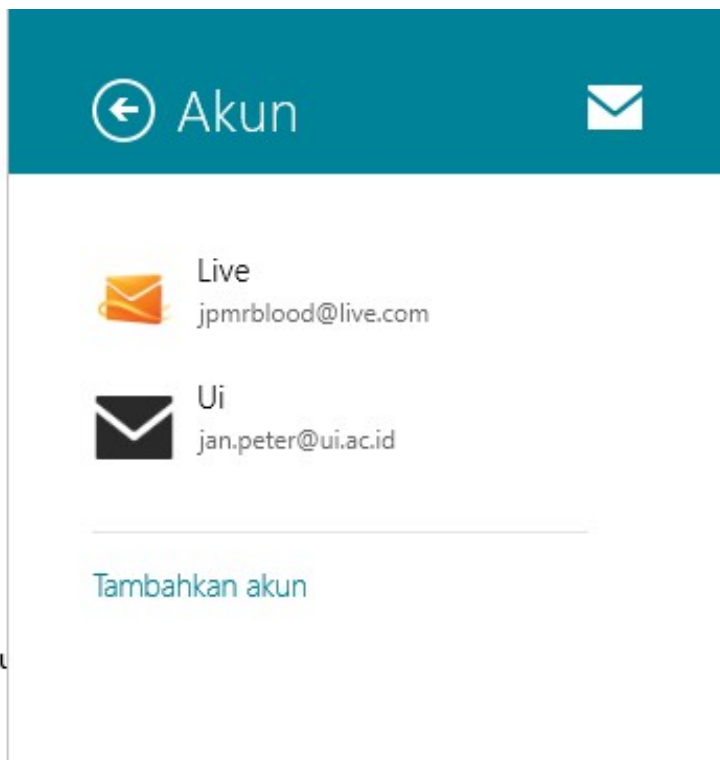 Akun
Live
jpmrblood@live.com
Ui
jan.peter@ui.ac.id
Tambahkan akun